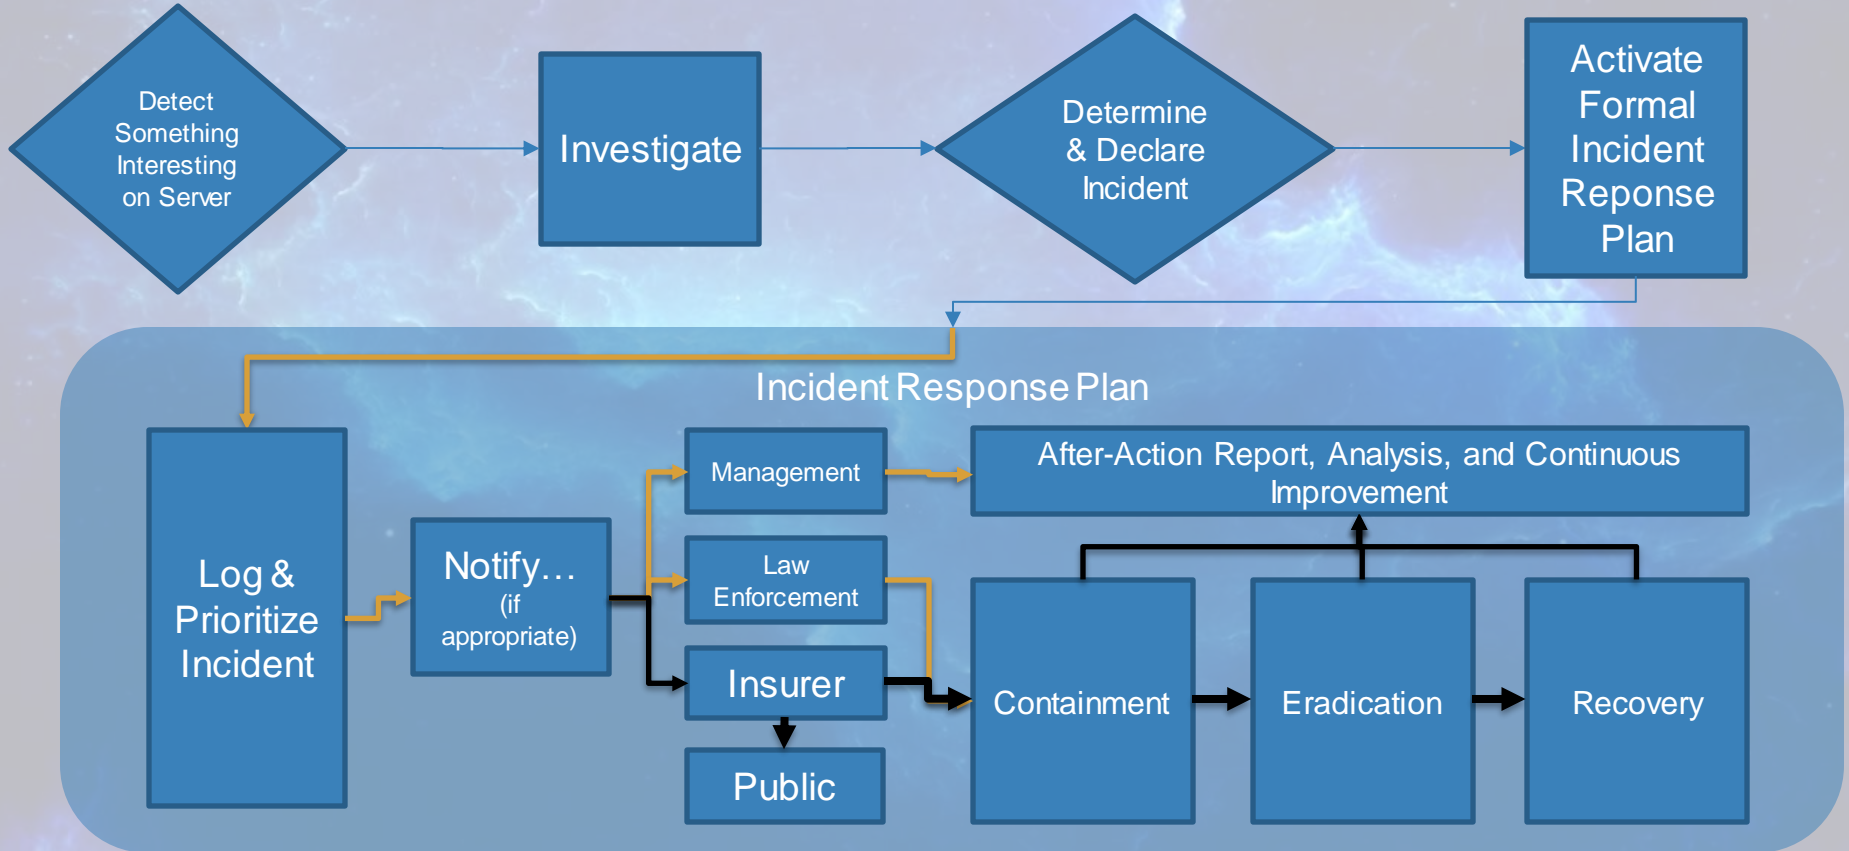 Detect
Something
Interesting
on Server
Investigate
Determine
& Declare
Incident
Activate
Formal
Incident
Reponse
Plan
Incident Response Plan
Log &
Prioritize
Incident
Notify…
(if
appropriate)
Management
Law
Enforcement
Insurer
Public
After-Action Report, Analysis, and Continuous
Improvement
Containment
Eradication
Recovery